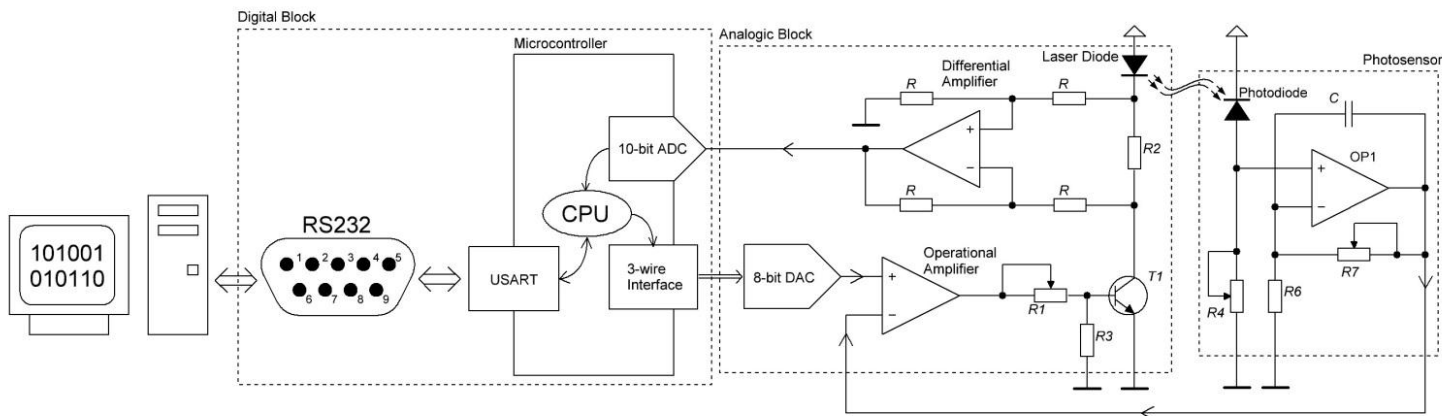 Digital Block
Microcontroller
Analogic Block
Laser Diode
Photosensor
Differential
Amplifier
R
R
Photodiode
C
10-bit ADC
+
−
R2
OP1
+
−
CPU
R
R
101001
010110
RS232
1 2 3 4 5
6 7 8 9
USART
3-wire
Interface
8-bit DAC
Operational
Amplifier
+
−
R1
T1
R3
R4
R6
R7